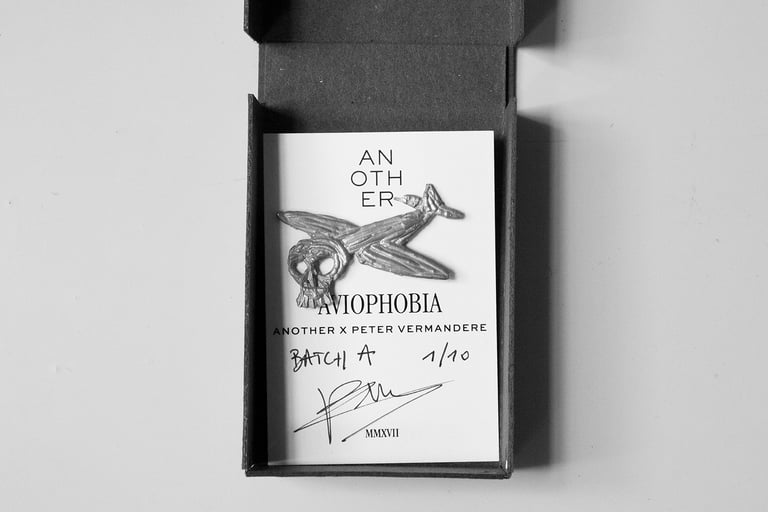 AN
OTH
ER
AVIOPHOBIA
ANOTHER X PETER VERMANDERE
BATCH A 1/10
MMXVII